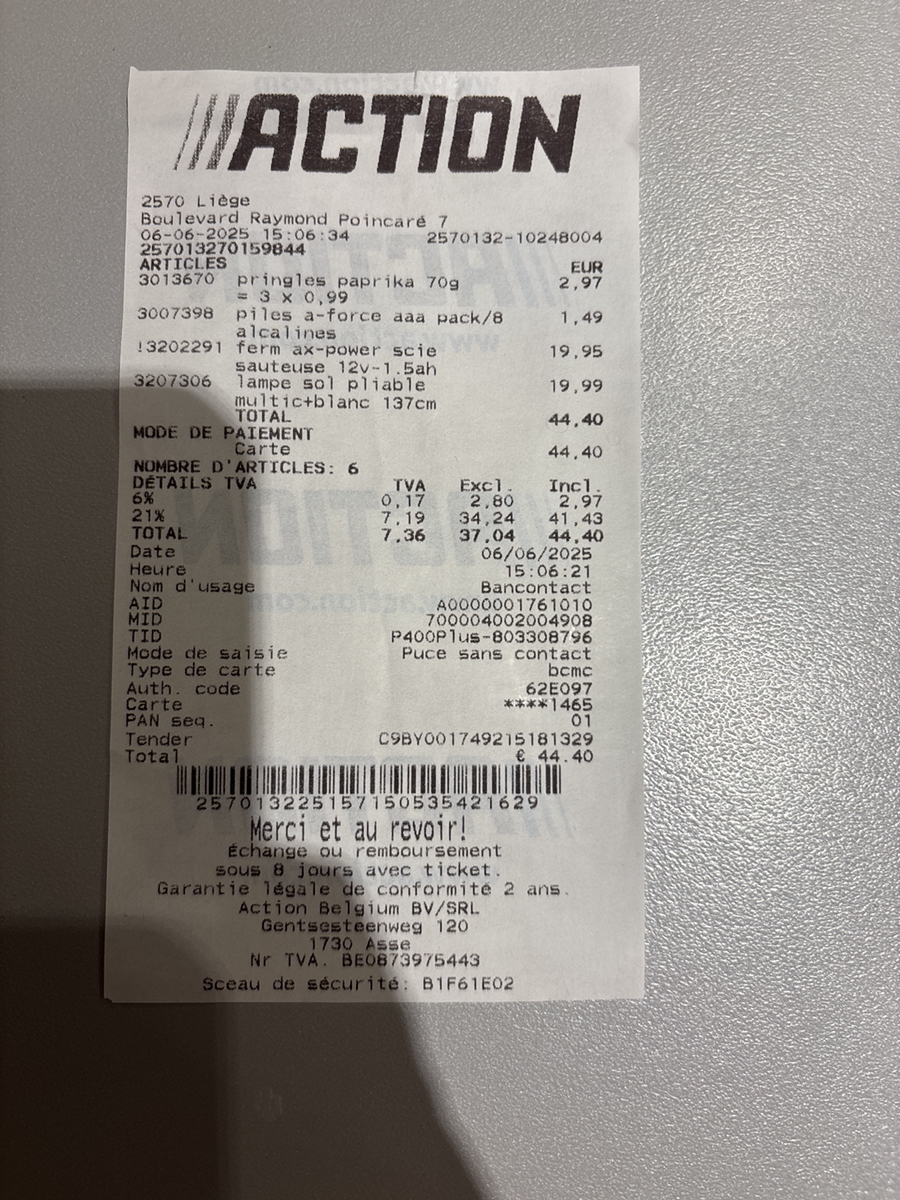 ACTION
2570 Liège
Boulevard Raymond Poincaré 7
06-06-2025 15:06:34 2570132-10248004
257013270159844
ARTICLES EUR
3013670 pringles paprika 70g 2,97
= 3 x 0,99
3007398 piles a-force aaa pack/8 1,49
alcalines
!3202291 ferm ax-power scie 19,95
sauteuse 12v-1.5ah
3207306 lampe sol pliable 19,99
multic+blanc 137cm
TOTAL 44,40
MODE DE PAIEMENT
Carte 44,40
NOMBRE D'ARTICLES: 6
DÉTAILS TVA TVA Excl. Incl.
6% 0,17 2,80 2,97
21% 7,19 34,24 41,43
TOTAL 7,36 37,04 44,40
Date 06/06/2025
Heure 15:06:21
Nom d'usage Bancontact
AID A0000001761010
MID 700004002004908
TID P400Plus-803308796
Mode de saisie Puce sans contact
Type de carte bcmc
Auth. code 62E097
Carte ****1465
PAN seq. 01
Tender C9BY001749215181329
Total € 44.40
2570132251571505354​21629
Merci et au revoir!
Échange ou remboursement
sous 8 jours avec ticket.
Garantie légale de conformité 2 ans.
Action Belgium BV/SRL
Gentsesteenweg 120
1730 Asse
Nr TVA. BE0873975443
Sceau de sécurité: B1F61E02